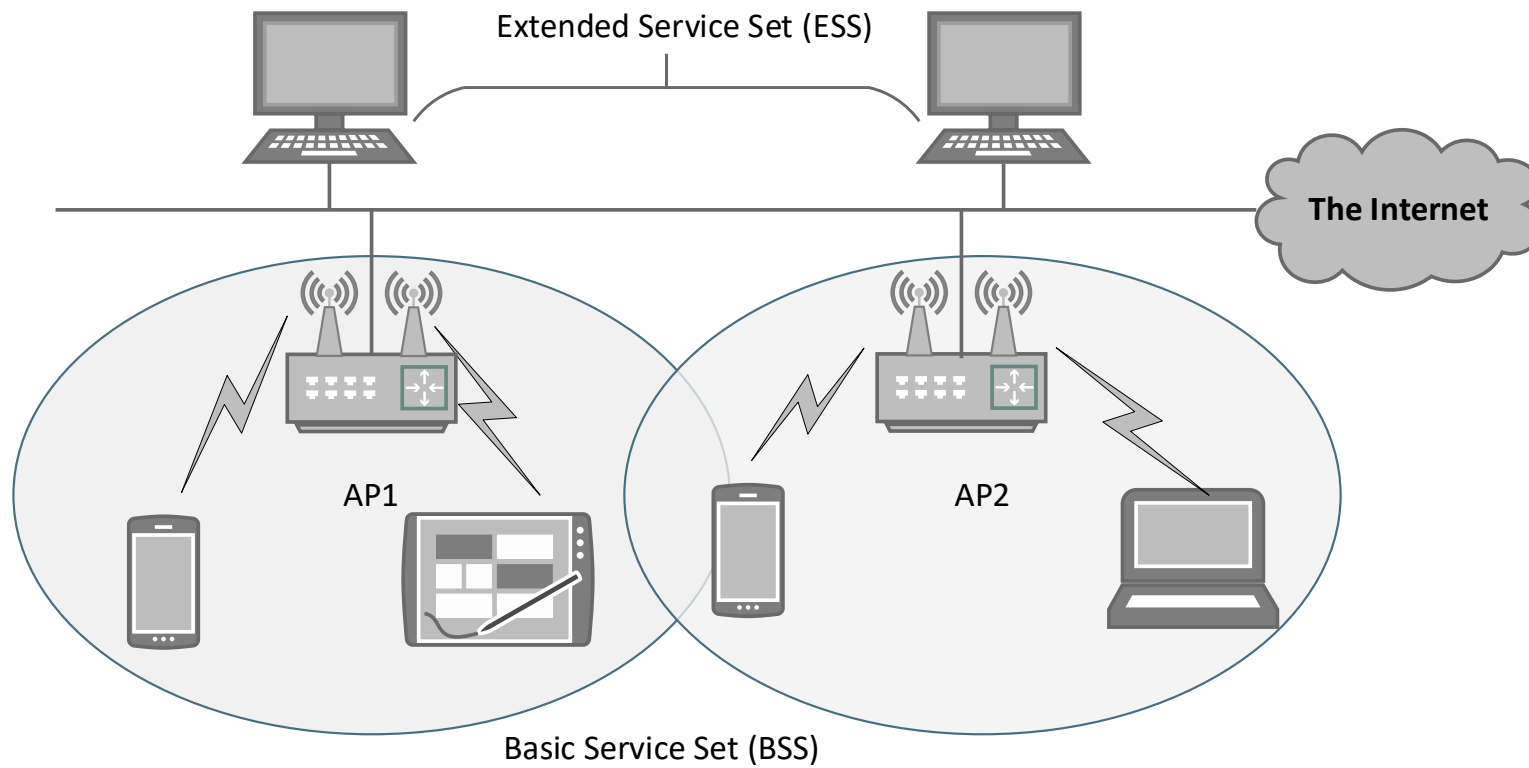 Extended Service Set (ESS)
The Internet
AP1
AP2
Basic Service Set (BSS)